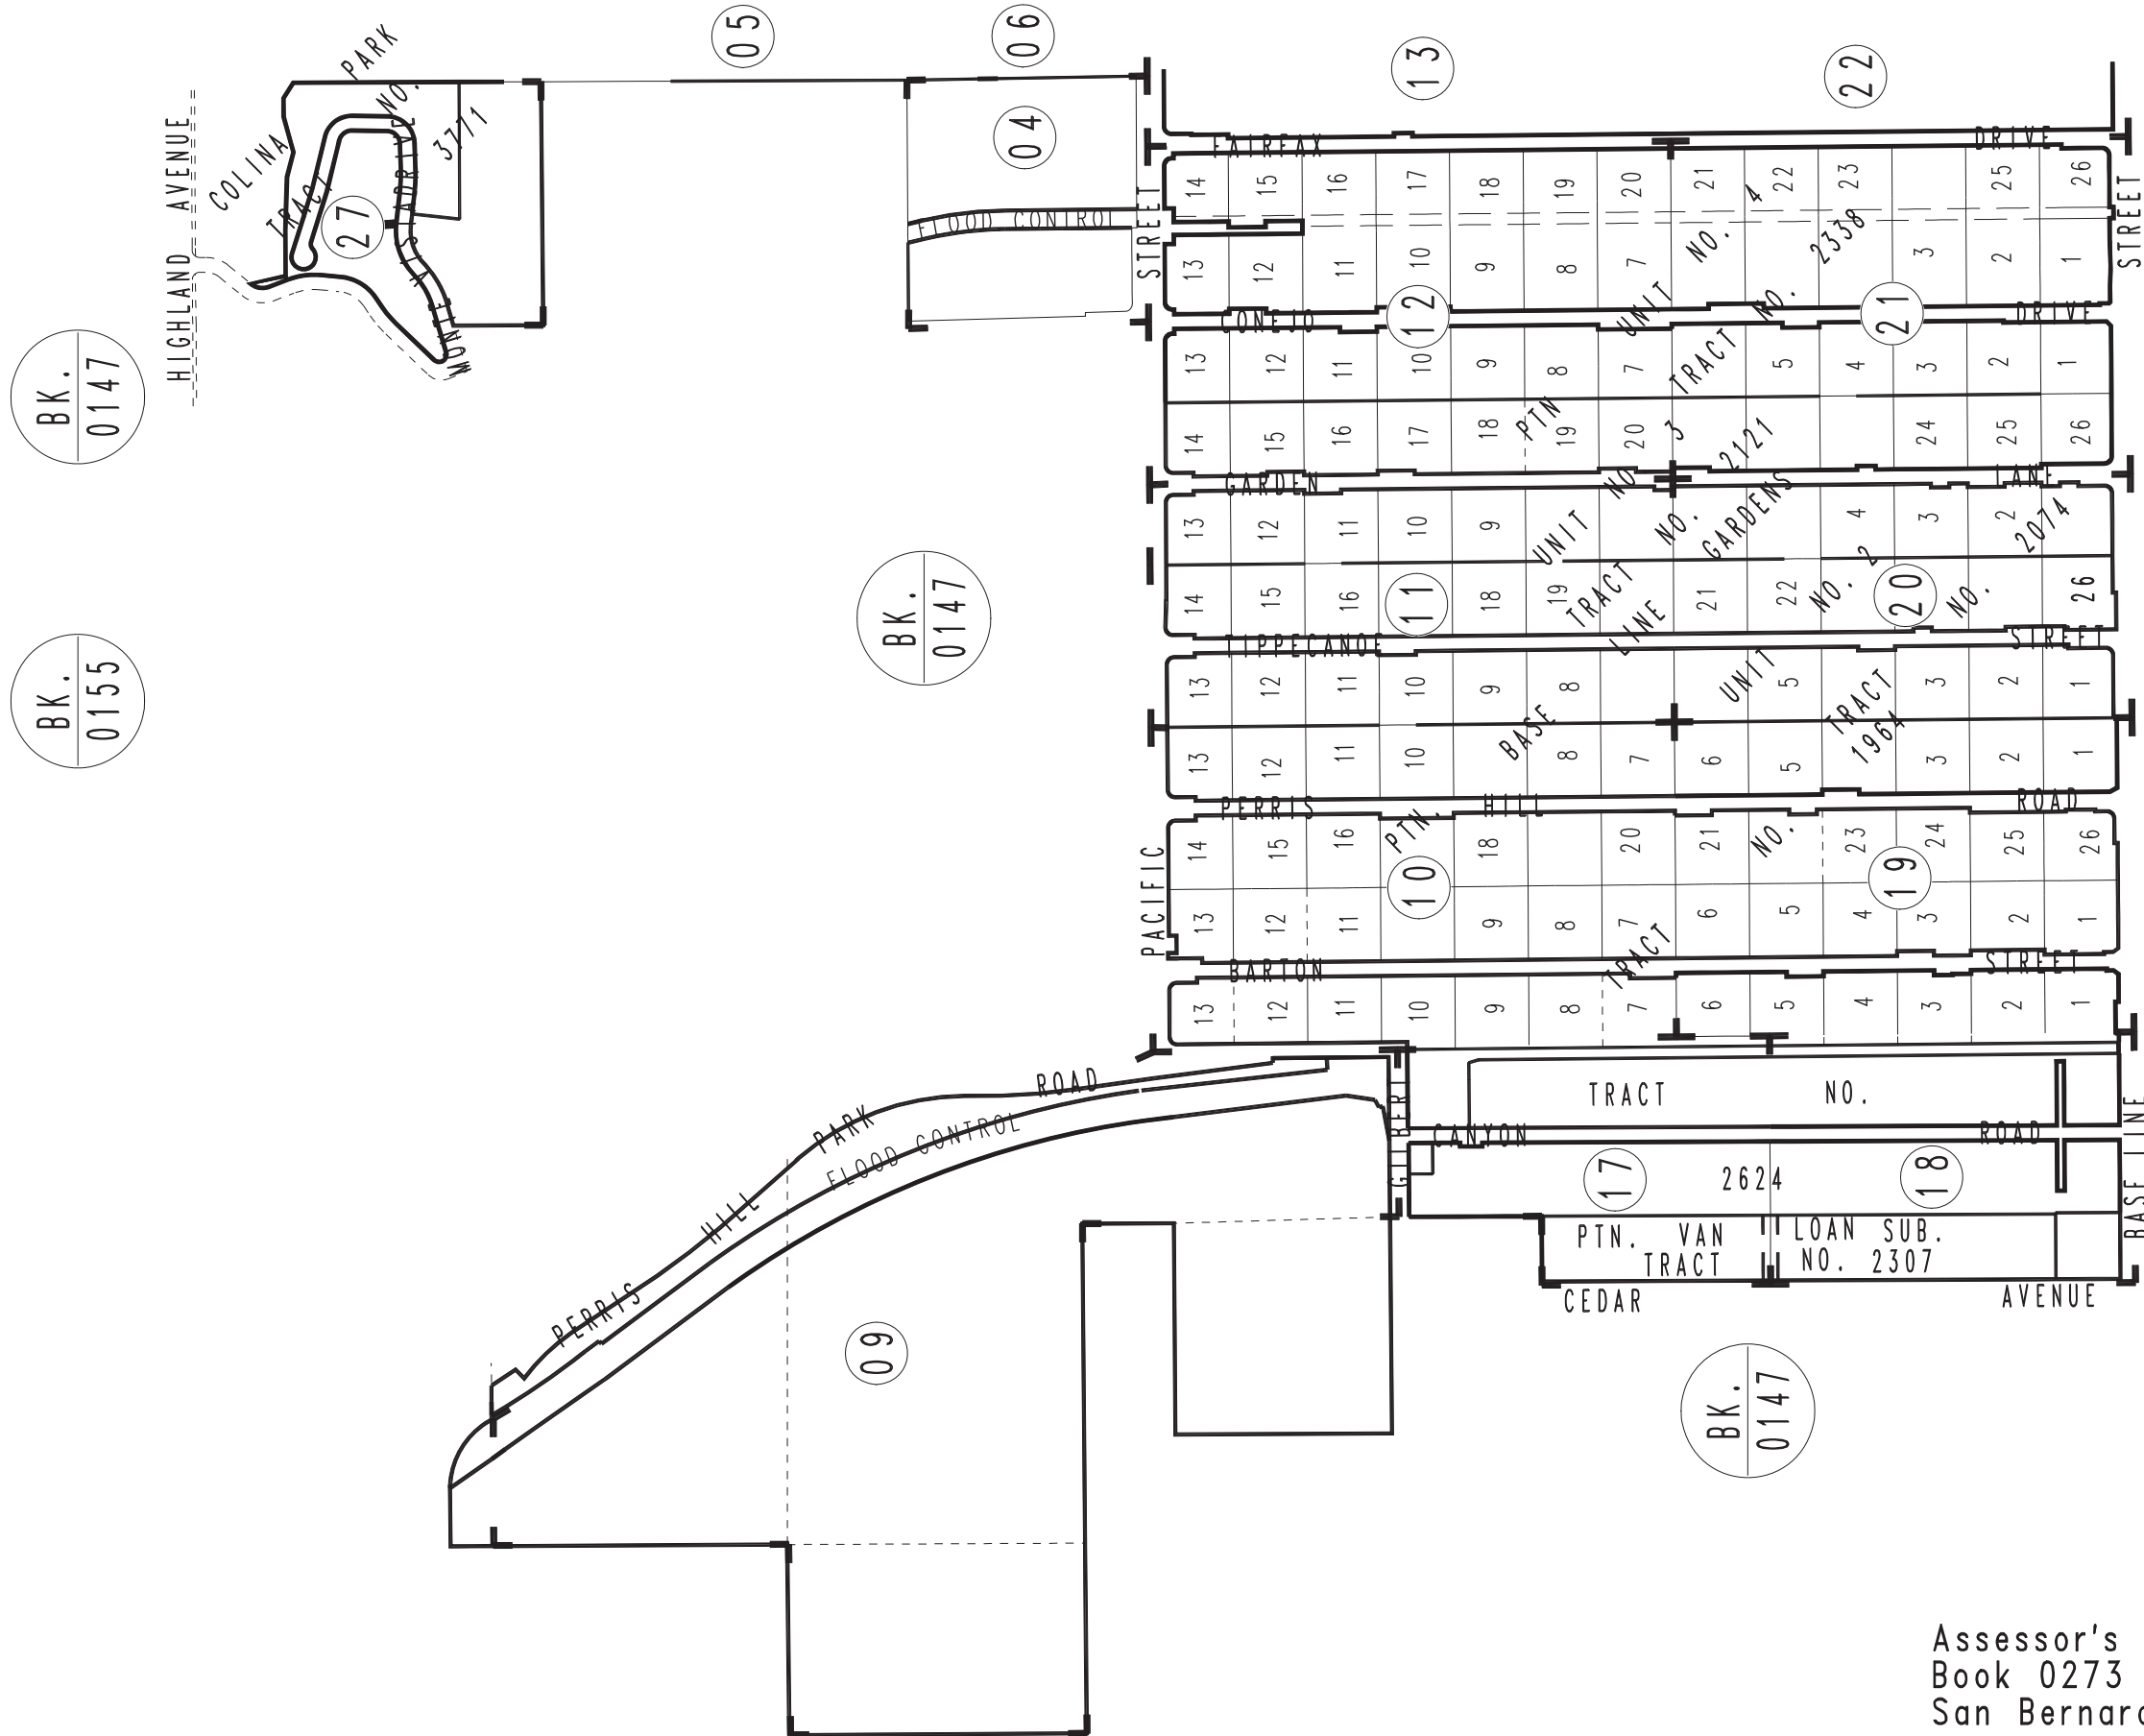 BK.
0147
BK.
0155
BK.
0147
BK.
0147
HIGHLAND AVENUE
COLINA
PARK
TRACT
NO.
3771
27
VISTA DRIVE
WON
05
06
04
FLOOD CONTROL
13
22
PACIFIC
STREET
FAIRFAX
DRIVE
14 15 16 17 18 19 20 21 22 23 25 26
13 12 11 10 9 8 7 3 2 1
UNIT
NO.
4
2338
12
21
CONEJO
DRIVE
13 12 11 10 9 8 7 5 4 3 2 1
TRACT
NO.
14 15 16 17 18 19 20 24 25 26
PTN
3
2121
GARDEN
LANE
13 12 11 10 9 4 3 2
UNIT
NO
NO.
GARDENS
2074
14 15 16 18 19 21 22 26
TRACT
LINE
NO. 2
NO.
11
20
TIPPECANOE
STREET
13 12 11 10 9 8 5 3 2 1
BASE
UNIT
TRACT
1964
13 12 11 10 8 7 6 5 3 2 1
PERRIS
HILL
ROAD
14 15 16 18 20 21 23 24 25 26
PTN.
NO.
10
19
13 12 11 9 8 7 6 5 4 3 2 1
TRACT
BARTON
STREET
13 12 11 10 9 8 7 6 5 4 3 2 1
PERRIS
HILL
PARK
ROAD
FLOOD CONTROL
09
GILBERT
TRACT NO.
CANYON
ROAD
17
2624
18
PTN. VAN
LOAN SUB.
TRACT
NO. 2307
CEDAR
AVENUE
BASE LINE
STREET
Assessor's
Book 0273
San